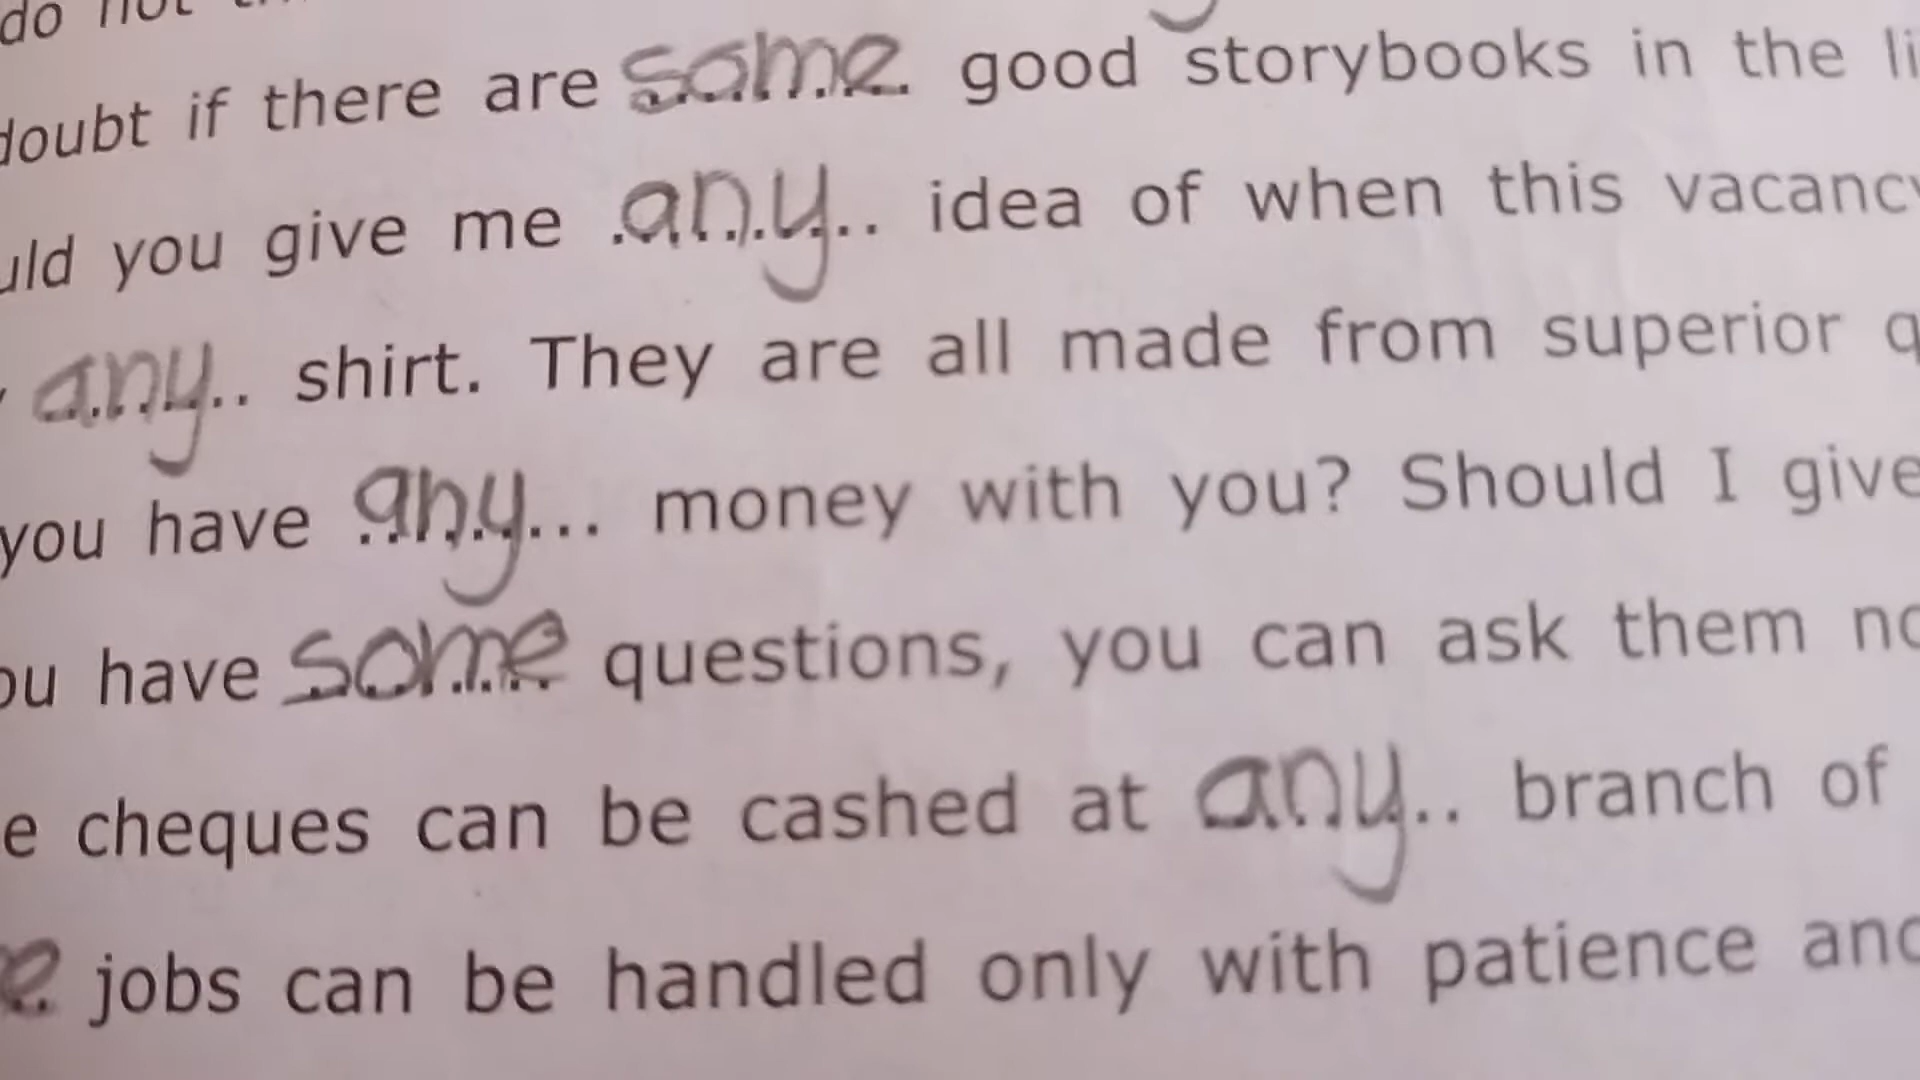 do not
doubt if there are some good storybooks in the li
uld you give me any idea of when this vacancy
any shirt. They are all made from superior q
you have any money with you? Should I give
ou have some questions, you can ask them no
e cheques can be cashed at any branch of
e jobs can be handled only with patience and